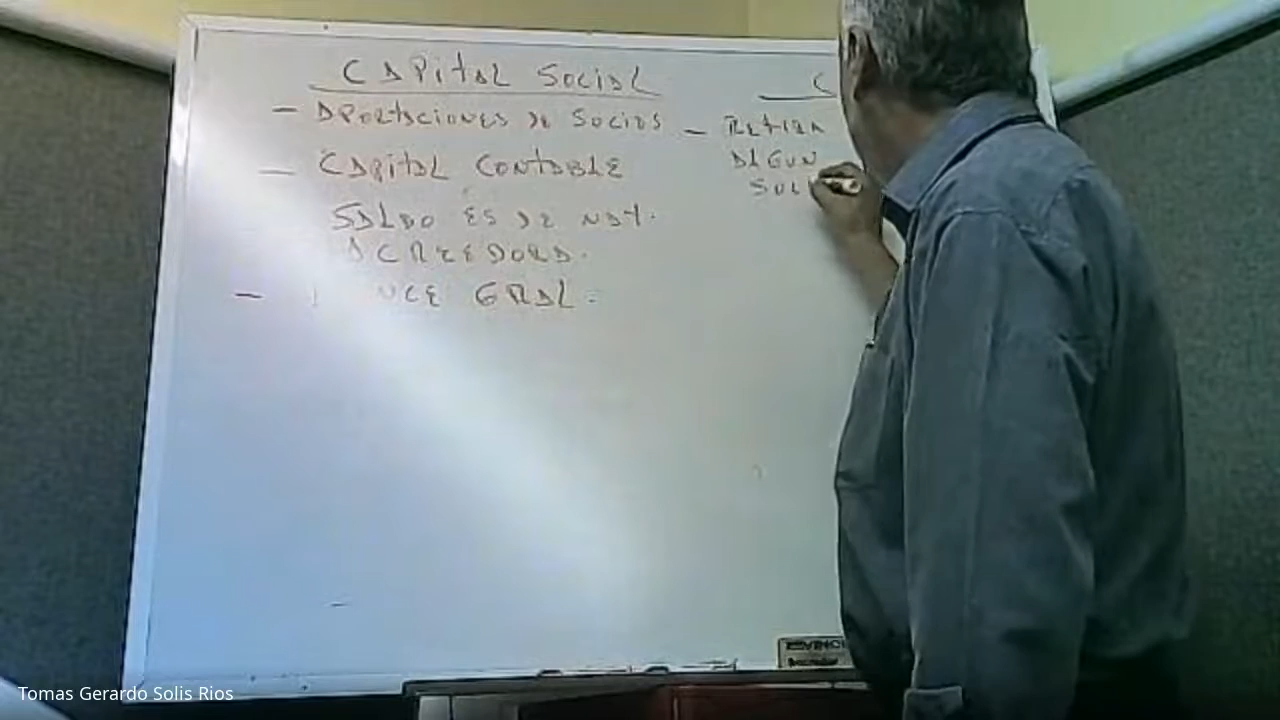 CAPITAL SOCIAL
- APORTACIONES DE SOCIOS
- CAPITAL CONTABLE
SALDO ES DE NAT.
ACREEDORA.
- NCE GRAL.
C
- RETIRA
ALGUN
SOCI
Tomas Gerardo Solis Rios